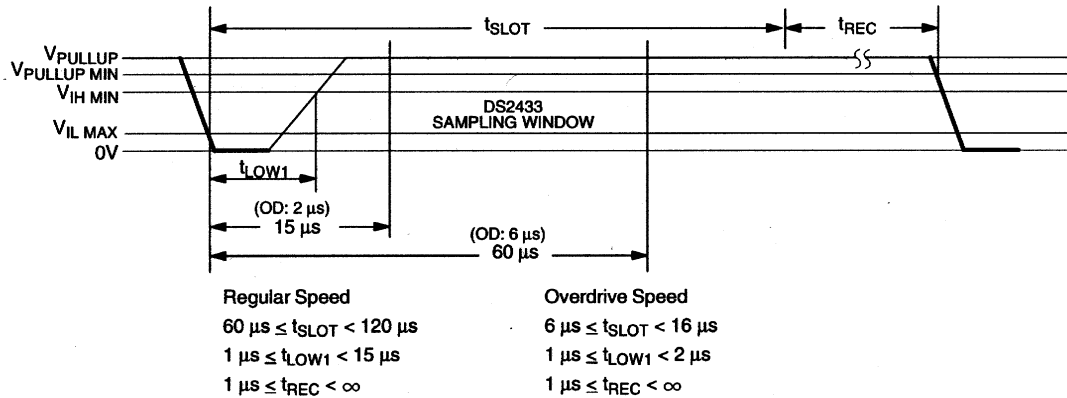 tSLOT
tREC
VPULLUP
VPULLUP MIN
VIH MIN
DS2433
SAMPLING WINDOW
VIL MAX
0V
tLOW1
(OD: 2 μs)
15 μs
(OD: 6 μs)
60 μs
Regular Speed
60 μs ≤ tSLOT < 120 μs
1 μs ≤ tLOW1 < 15 μs
1 μs ≤ tREC < ∞
Overdrive Speed
6 μs ≤ tSLOT < 16 μs
1 μs ≤ tLOW1 < 2 μs
1 μs ≤ tREC < ∞